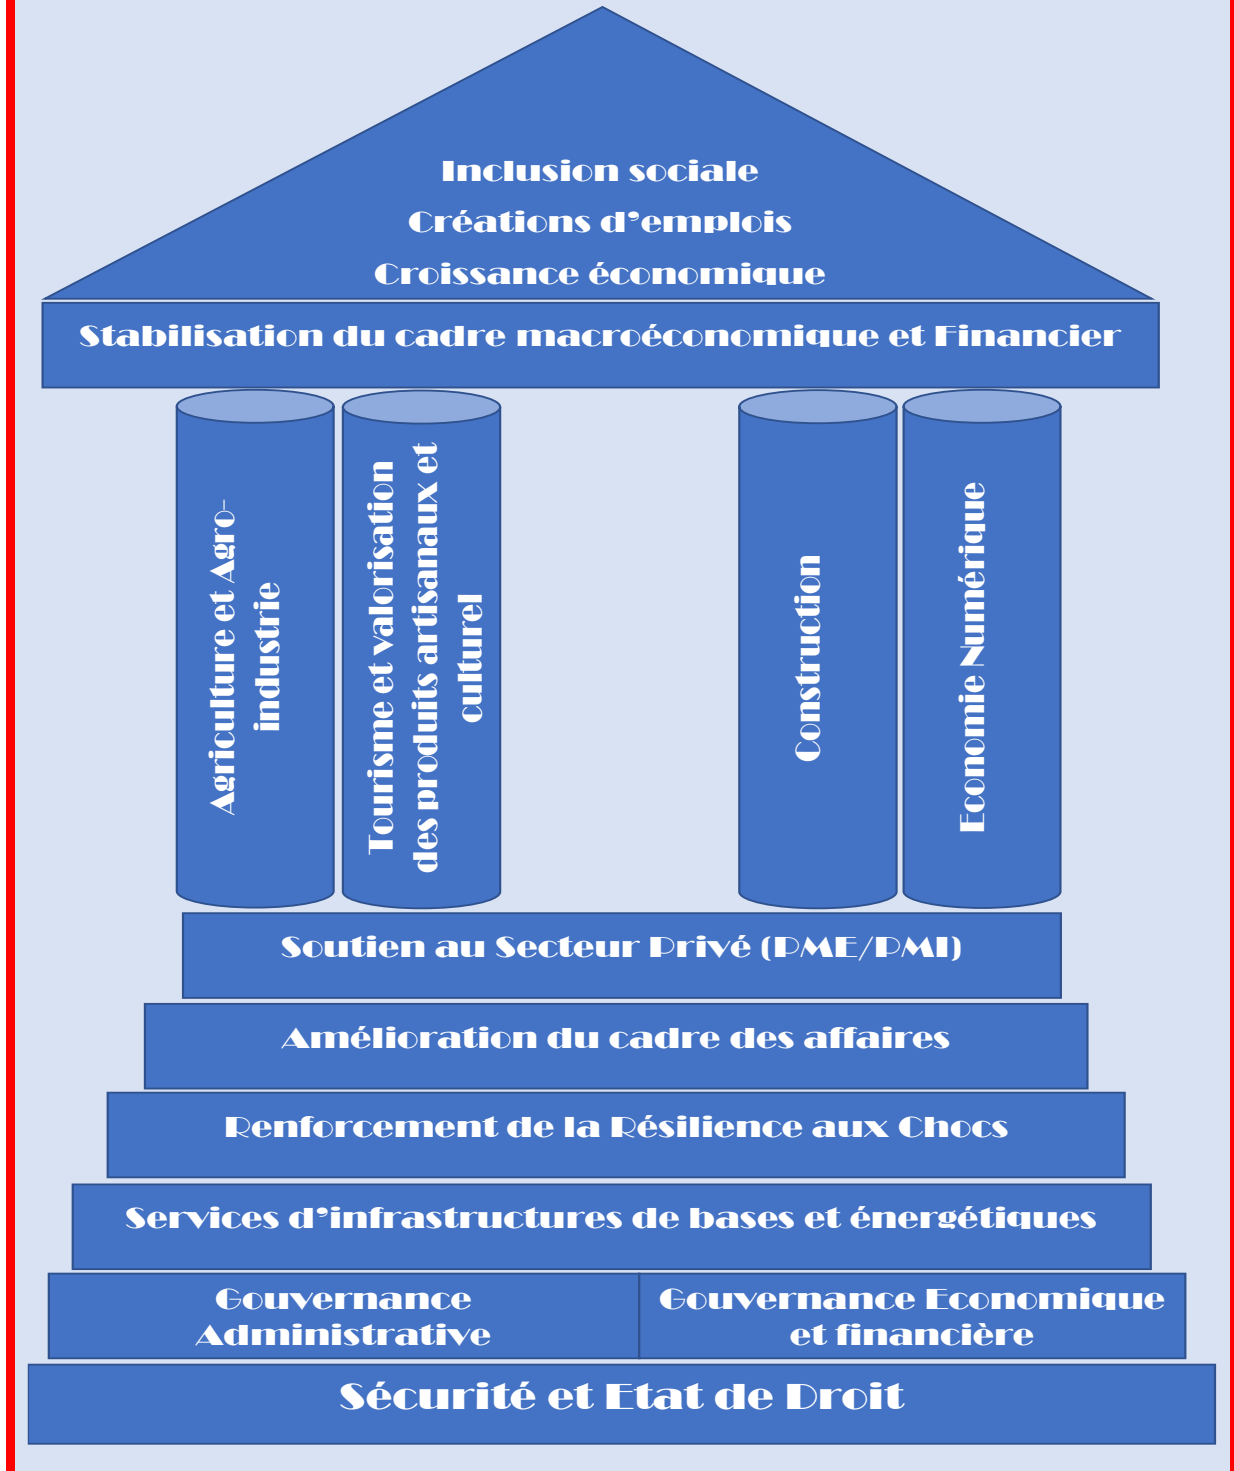 Inclusion sociale
Créations d'emplois
Croissance économique
Stabilisation du cadre macroéconomique et Financier
Agriculture et Agro-
industrie
Tourisme et valorisation
des produits artisanaux et
culturel
Construction
Economie Numérique
Soutien au Secteur Privé (PME/PMI)
Amélioration du cadre des affaires
Renforcement de la Résilience aux Chocs
Services d'infrastructures de bases et énergétiques
Gouvernance
Administrative
Gouvernance Economique
et financière
Sécurité et Etat de Droit